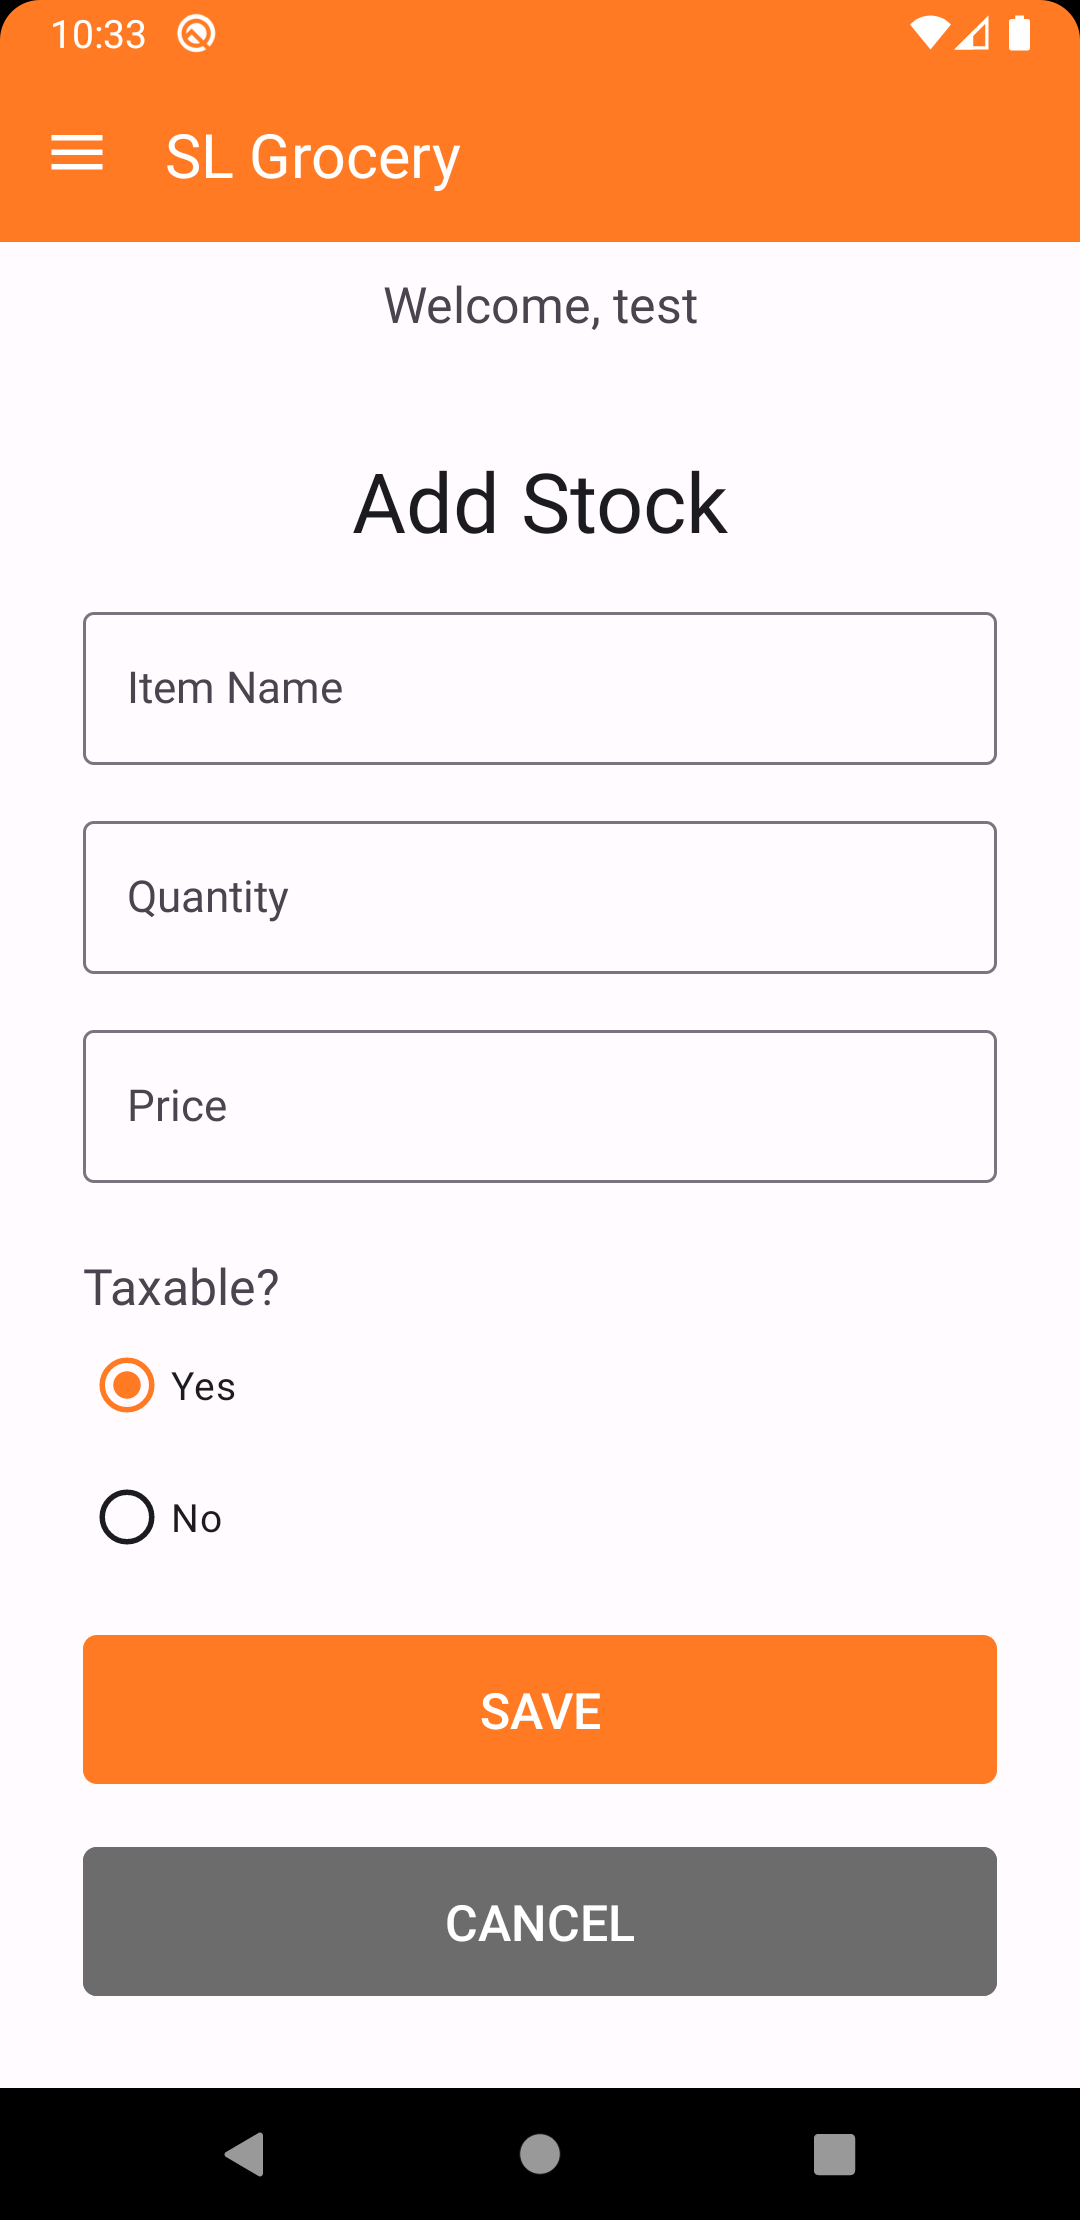 10:33
SL Grocery
Welcome, test
Add Stock
Item Name
Quantity
Price
Taxable?
Yes
No
SAVE
CANCEL